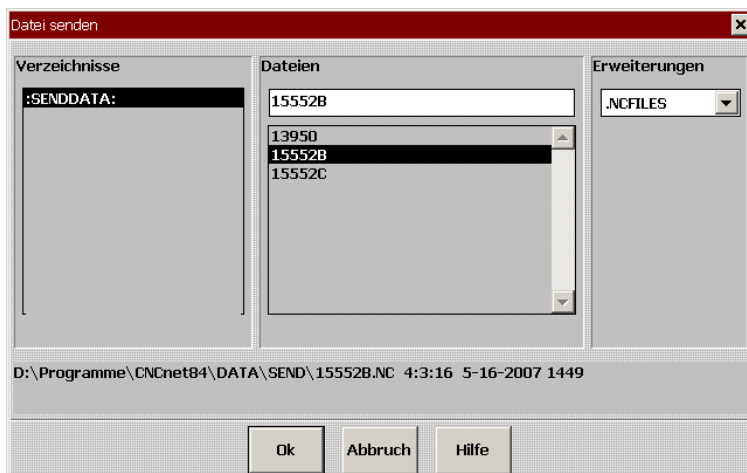 Datei senden
Verzeichnisse
:SENDDATA:
Dateien
15552B
13950
15552B
15552C
Erweiterungen
.NCFILES
D:\Programme\CNCnet84\DATA\SEND\15552B.NC 4:3:16 5-16-2007 1449
Ok
Abbruch
Hilfe